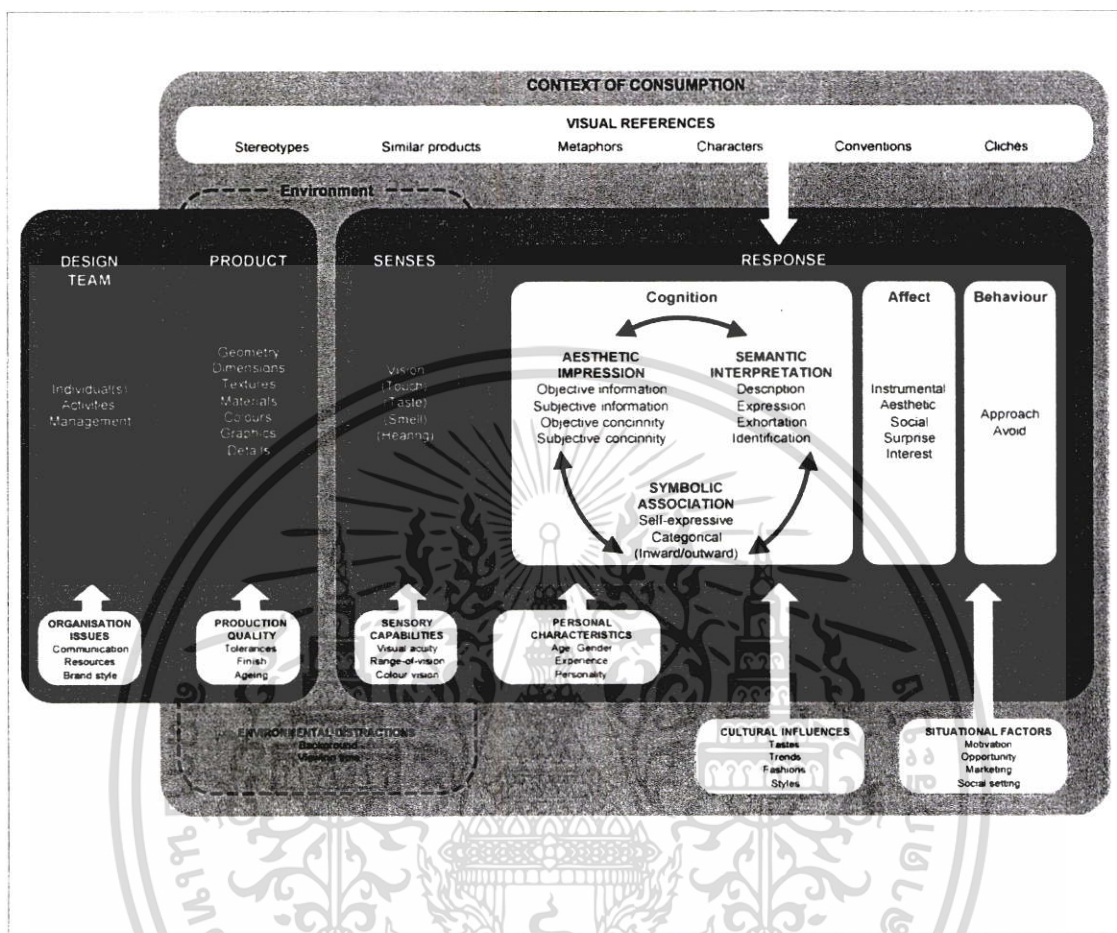 CONTEXT OF CONSUMPTION
VISUAL REFERENCES
Stereotypes Similar products Metaphors Characters Conventions Clichés
Environment
DESIGN
TEAM
Individual(s)
Activities
Management
PRODUCT
Geometry
Dimensions
Textures
Materials
Colours
Graphics
Details
SENSES
Vision
(Touch)
(Taste)
(Smell)
(Hearing)
RESPONSE
Cognition
AESTHETIC
IMPRESSION
Objective information
Subjective information
Objective concinnity
Subjective concinnity
SEMANTIC
INTERPRETATION
Description
Expression
Exhortation
Identification
SYMBOLIC
ASSOCIATION
Self-expressive
Categorical
(Inward/outward)
Affect
Instrumental
Aesthetic
Social
Surprise
Interest
Behaviour
Approach
Avoid
ORGANISATION
ISSUES
Communication
Resources
Brand style
PRODUCTION
QUALITY
Tolerances
Finish
Ageing
SENSORY
CAPABILITIES
Visual acuity
Range-of-vision
Colour vision
PERSONAL
CHARACTERISTICS
Age, Gender
Experience
Personality
ENVIRONMENTAL DISTRACTIONS
Background
Viewing time
CULTURAL INFLUENCES
Tastes
Trends
Fashions
Styles
SITUATIONAL FACTORS
Motivation
Opportunity
Marketing
Social setting